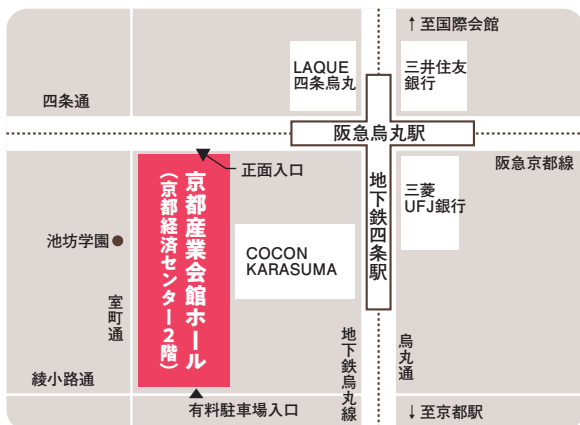 ↑至国際会館
LAQUE
四条烏丸
三井住友
銀行
四条通
阪急烏丸駅
正面入口
阪急京都線
京都産業会館ホール
（京都経済センター2階）
地下鉄四条駅
三菱
UFJ銀行
池坊学園
COCON
KARASUMA
室町通
地下鉄烏丸線
烏丸通
綾小路通
有料駐車場入口
↓至京都駅